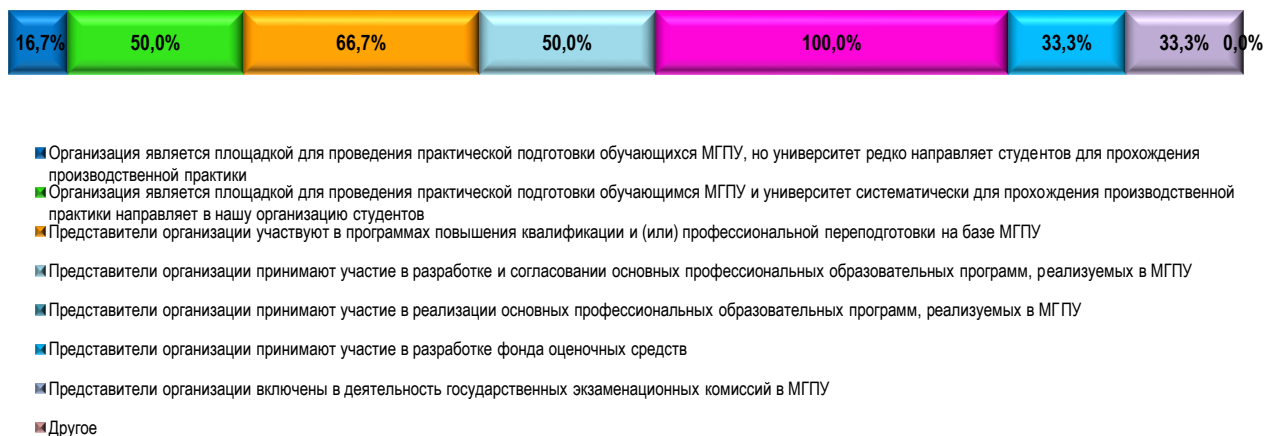 16,7% 50,0% 66,7% 50,0% 100,0% 33,3% 33,3% 0,0%
Организация является площадкой для проведения практической подготовки обучающихся МГПУ, но университет редко направляет студентов для прохождения
производственной практики
Организация является площадкой для проведения практической подготовки обучающимся МГПУ и университет систематически для прохождения производственной
практики направляет в нашу организацию студентов
Представители организации участвуют в программах повышения квалификации и (или) профессиональной переподготовки на базе МГПУ
Представители организации принимают участие в разработке и согласовании основных профессиональных образовательных программ, реализуемых в МГПУ
Представители организации принимают участие в реализации основных профессиональных образовательных программ, реализуемых в МГПУ
Представители организации принимают участие в разработке фонда оценочных средств
Представители организации включены в деятельность государственных экзаменационных комиссий в МГПУ
Другое